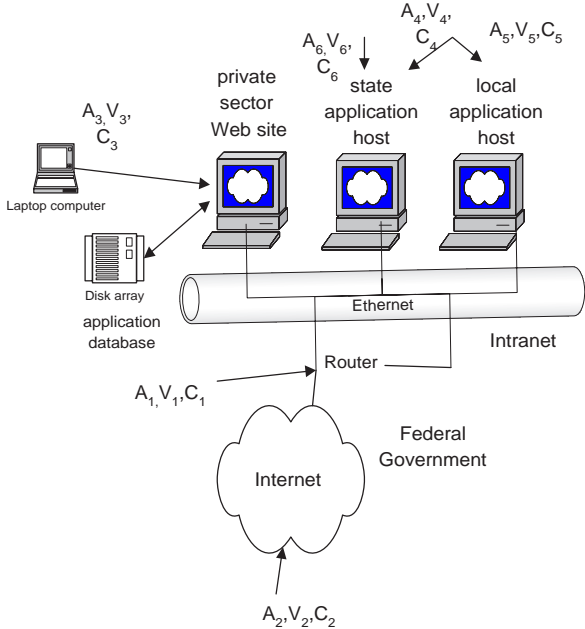 A4,V4,
C4
A5,V5,C5
A6,V6,
C6
private
sector
Web site
state
application
host
local
application
host
A3,V3,
C3
Laptop computer
Disk array
application
database
Ethernet
Intranet
Router
A1,V1,C1
Federal
Government
Internet
A2,V2,C2